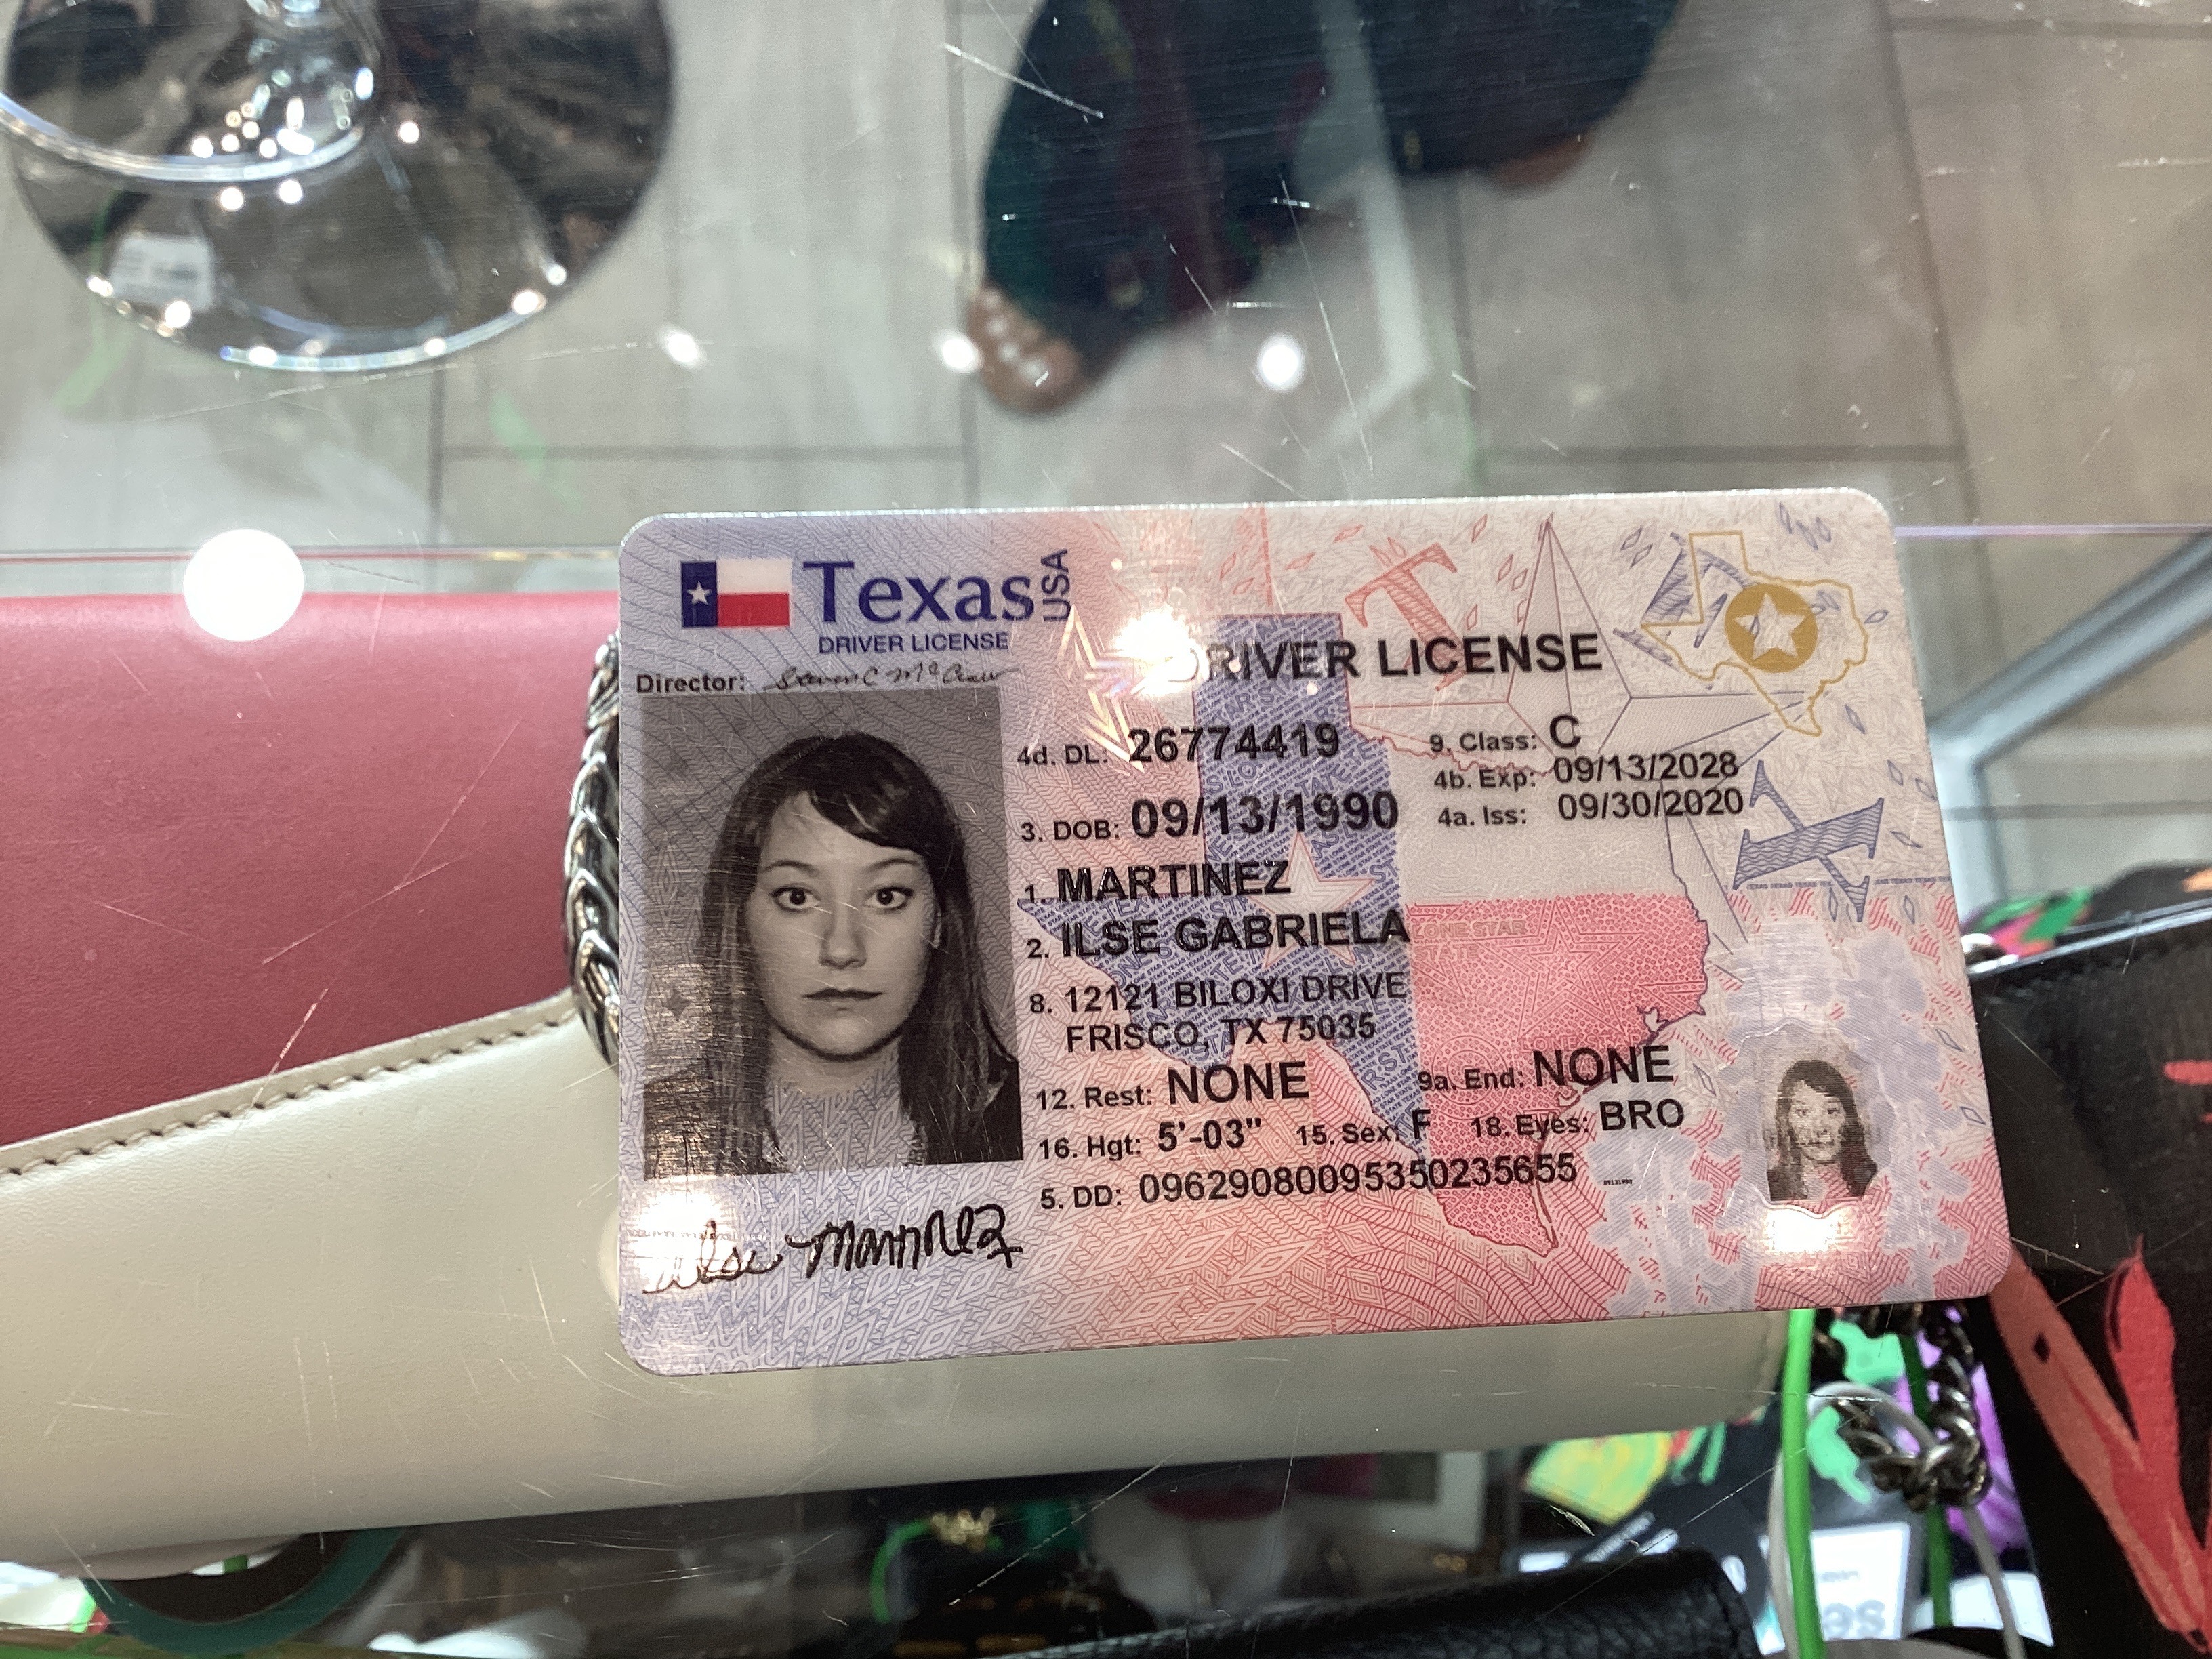 Texas USA
DRIVER LICENSE
Director: Steven C McCraw
DRIVER LICENSE
4d. DL: 26774419
9. Class: C
4b. Exp: 09/13/2028
3. DOB: 09/13/1990
4a. Iss: 09/30/2020
1. MARTINEZ
2. ILSE GABRIELA
8. 12121 BILOXI DRIVE
FRISCO, TX 75035
12. Rest: NONE
9a. End: NONE
16. Hgt: 5'-03" 15. Sex: F 18. Eyes: BRO
5. DD: 09629080095350235655
Ilse Martinez
LONE STAR
STATE